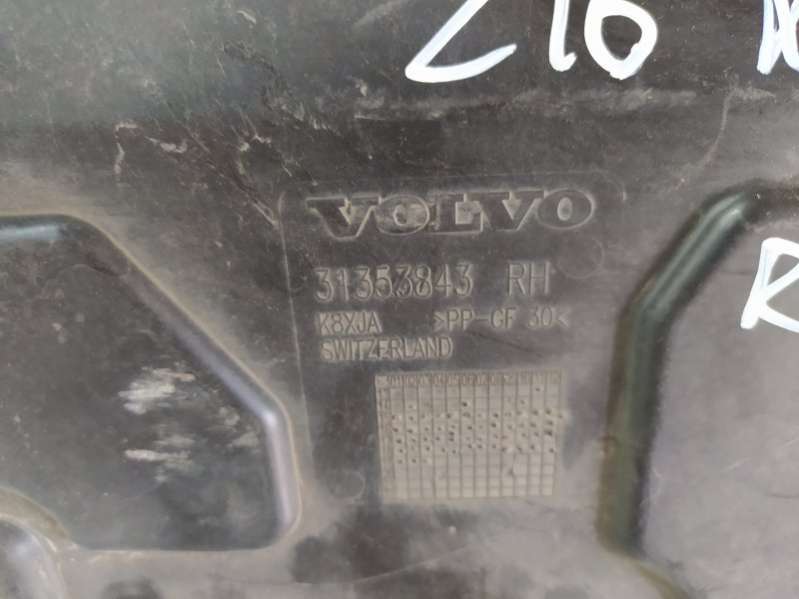 Z16
VOLVO
31353843 RH
K8XJA >PP-GF 30<
SWITZERLAND
R